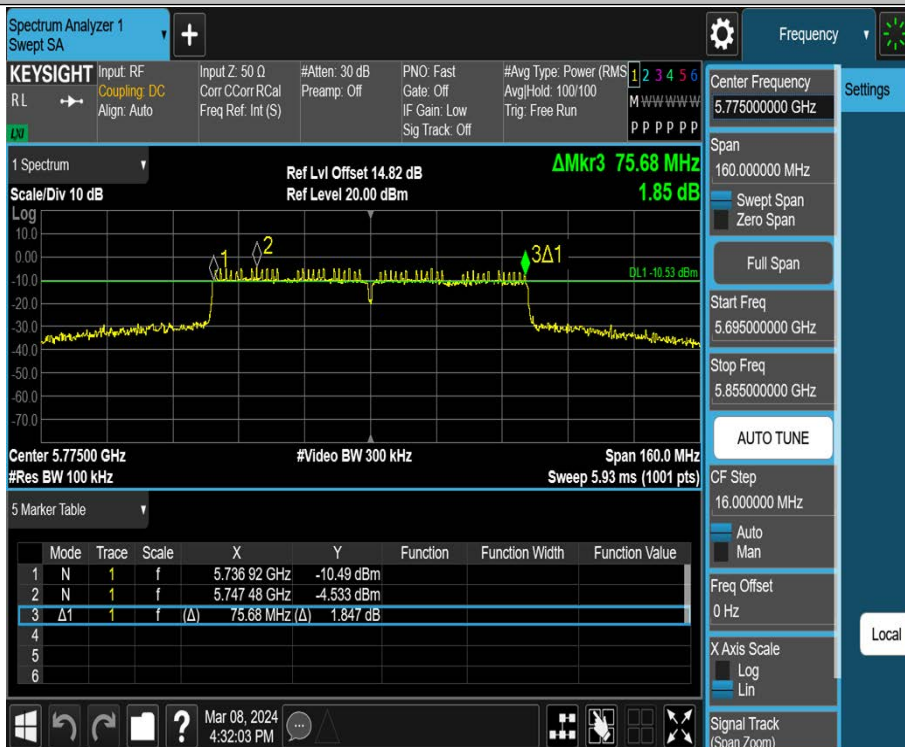 Spectrum Analyzer 1
Swept SA
+
Frequency
KEYSIGHT
RL
LXI
Input: RF
Coupling: DC
Align: Auto
Input Z: 50 Ω
Corr CCorr RCal
Freq Ref: Int (S)
#Atten: 30 dB
Preamp: Off
PNO: Fast
Gate: Off
IF Gain: Low
Sig Track: Off
#Avg Type: Power (RMS
Avg|Hold: 100/100
Trig: Free Run
1 2 3 4 5 6
M W W W W W
P P P P P P
1 Spectrum
Scale/Div 10 dB
Ref Lvl Offset 14.82 dB
Ref Level 20.00 dBm
ΔMkr3 75.68 MHz
1.85 dB
Log
10.0
0.00
-10.0
-20.0
-30.0
-40.0
-50.0
-60.0
-70.0
1
2
3Δ1
DL1 -10.53 dBm
Center 5.77500 GHz
#Res BW 100 kHz
#Video BW 300 kHz
Span 160.0 MHz
Sweep 5.93 ms (1001 pts)
5 Marker Table
Mode Trace Scale X Y Function Function Width Function Value
1 N 1 f 5.736 92 GHz -10.49 dBm
2 N 1 f 5.747 48 GHz -4.533 dBm
3 Δ1 1 f (Δ) 75.68 MHz (Δ) 1.847 dB
4
5
6
Mar 08, 2024
4:32:03 PM
?
Center Frequency
5.775000000 GHz
Span
160.000000 MHz
Swept Span
Zero Span
Full Span
Start Freq
5.695000000 GHz
Stop Freq
5.855000000 GHz
AUTO TUNE
CF Step
16.000000 MHz
Auto
Man
Freq Offset
0 Hz
X Axis Scale
Log
Lin
Signal Track
(Span Zoom)
Settings
Local